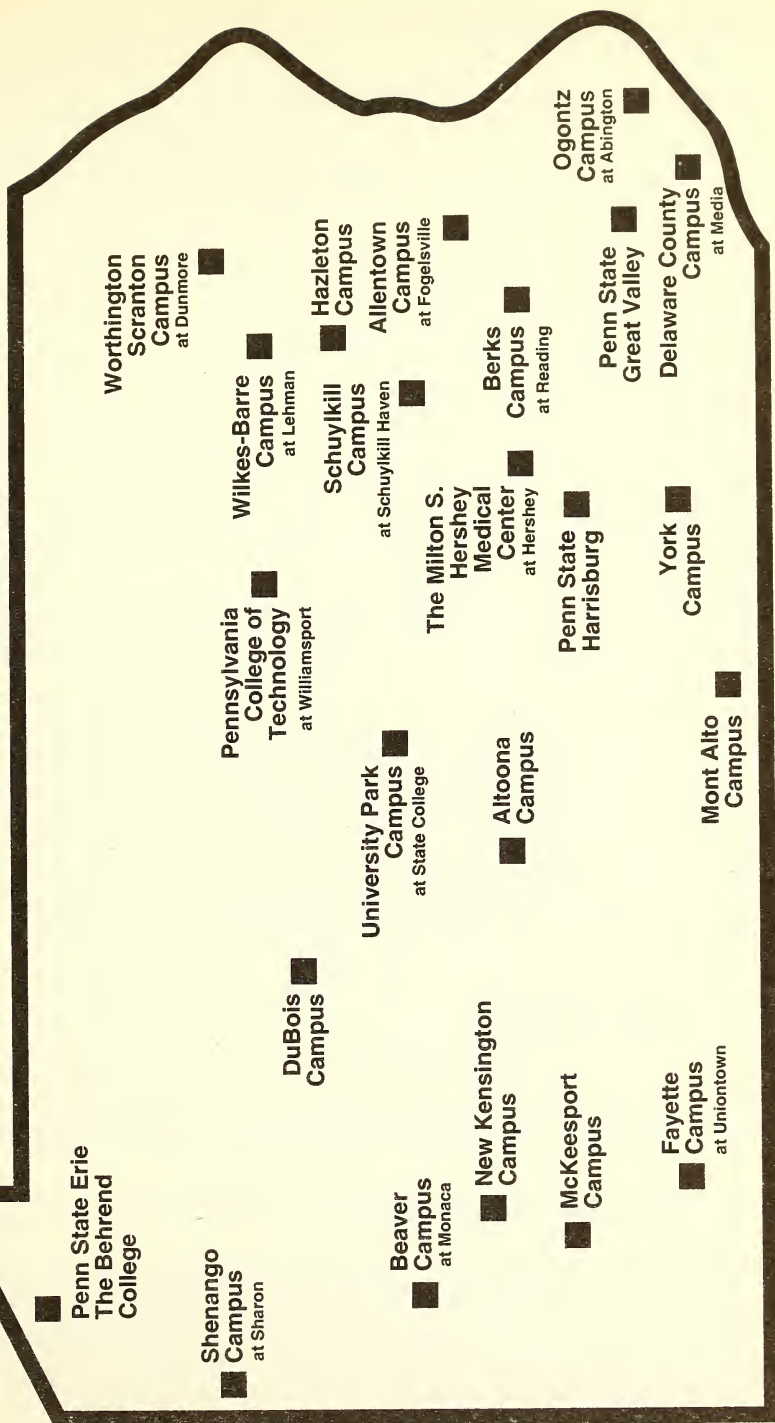 Penn State Erie
The Behrend
College
Shenango
Campus
at Sharon
DuBois
Campus
Beaver
Campus
at Monaca
New Kensington
Campus
McKeesport
Campus
Fayette
Campus
at Uniontown
University Park
Campus
at State College
Altoona
Campus
Mont Alto
Campus
Pennsylvania
College of
Technology
at Williamsport
Worthington
Scranton
Campus
at Dunmore
Wilkes-Barre
Campus
at Lehman
Hazleton
Campus
Schuylkill
Campus
at Schuylkill Haven
Allentown
Campus
at Fogelsville
The Milton S.
Hershey
Medical
Center
at Hershey
Berks
Campus
at Reading
Penn State
Harrisburg
York
Campus
Ogontz
Campus
at Abington
Penn State
Great Valley
Delaware County
Campus
at Media